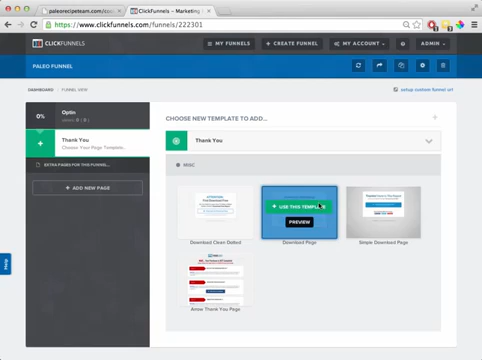 paleorecipeteam.com/coo
ClickFunnels – Marketing
https://www.clickfunnels.com/funnels/222301
CLICKFUNNELS
MY FUNNELS
CREATE FUNNEL
MY ACCOUNT
ADMIN
PALEO FUNNEL
DASHBOARD
FUNNEL VIEW
setup custom funnel url
0%
Optin
CHOOSE NEW TEMPLATE TO ADD...
Thank You
Choose Your Page Template...
Thank You
EXTRA PAGES FOR THIS FUNNEL...
MISC
ADD NEW PAGE
USE THIS TEMPLATE
PREVIEW
Download Clean Dotted
Download Page
Simple Download Page
Arrow Thank You Page
Help